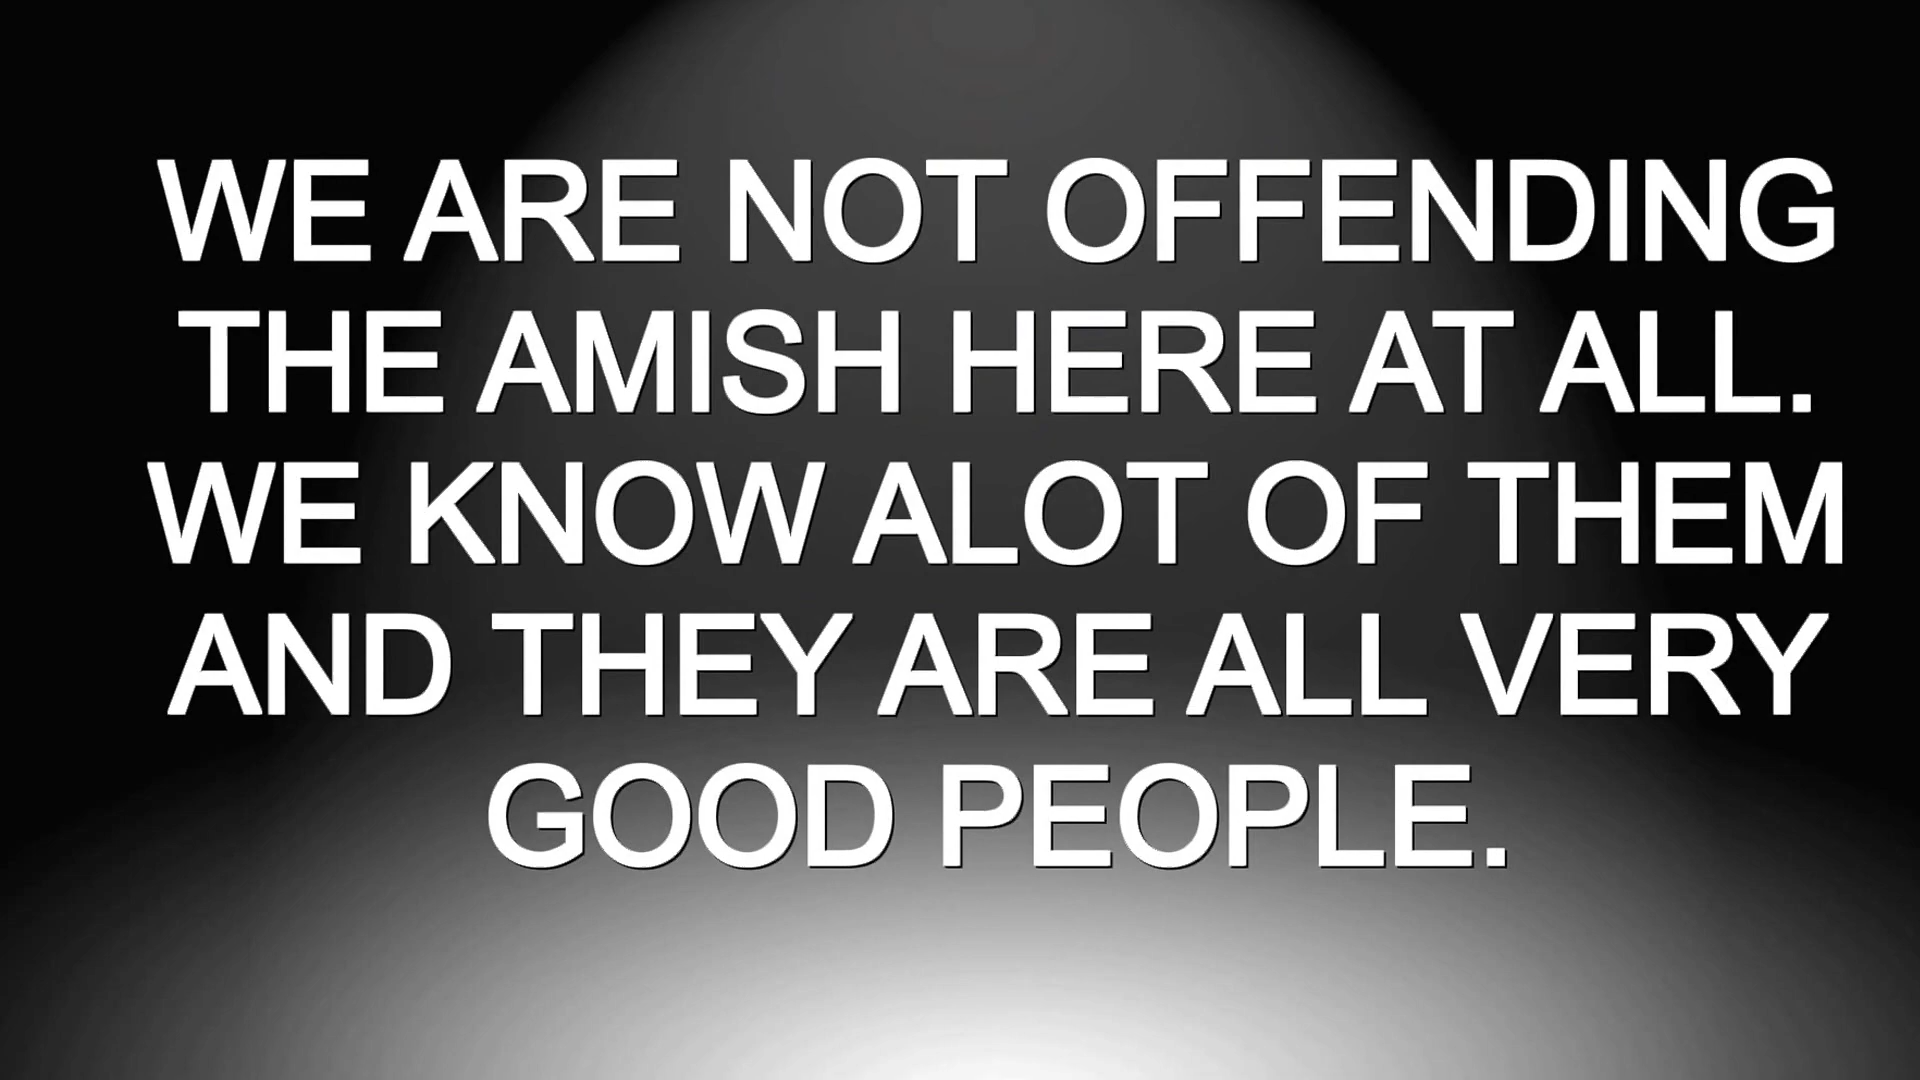 WE ARE NOT OFFENDING
THE AMISH HERE AT ALL.
WE KNOW ALOT OF THEM
AND THEY ARE ALL VERY
GOOD PEOPLE.